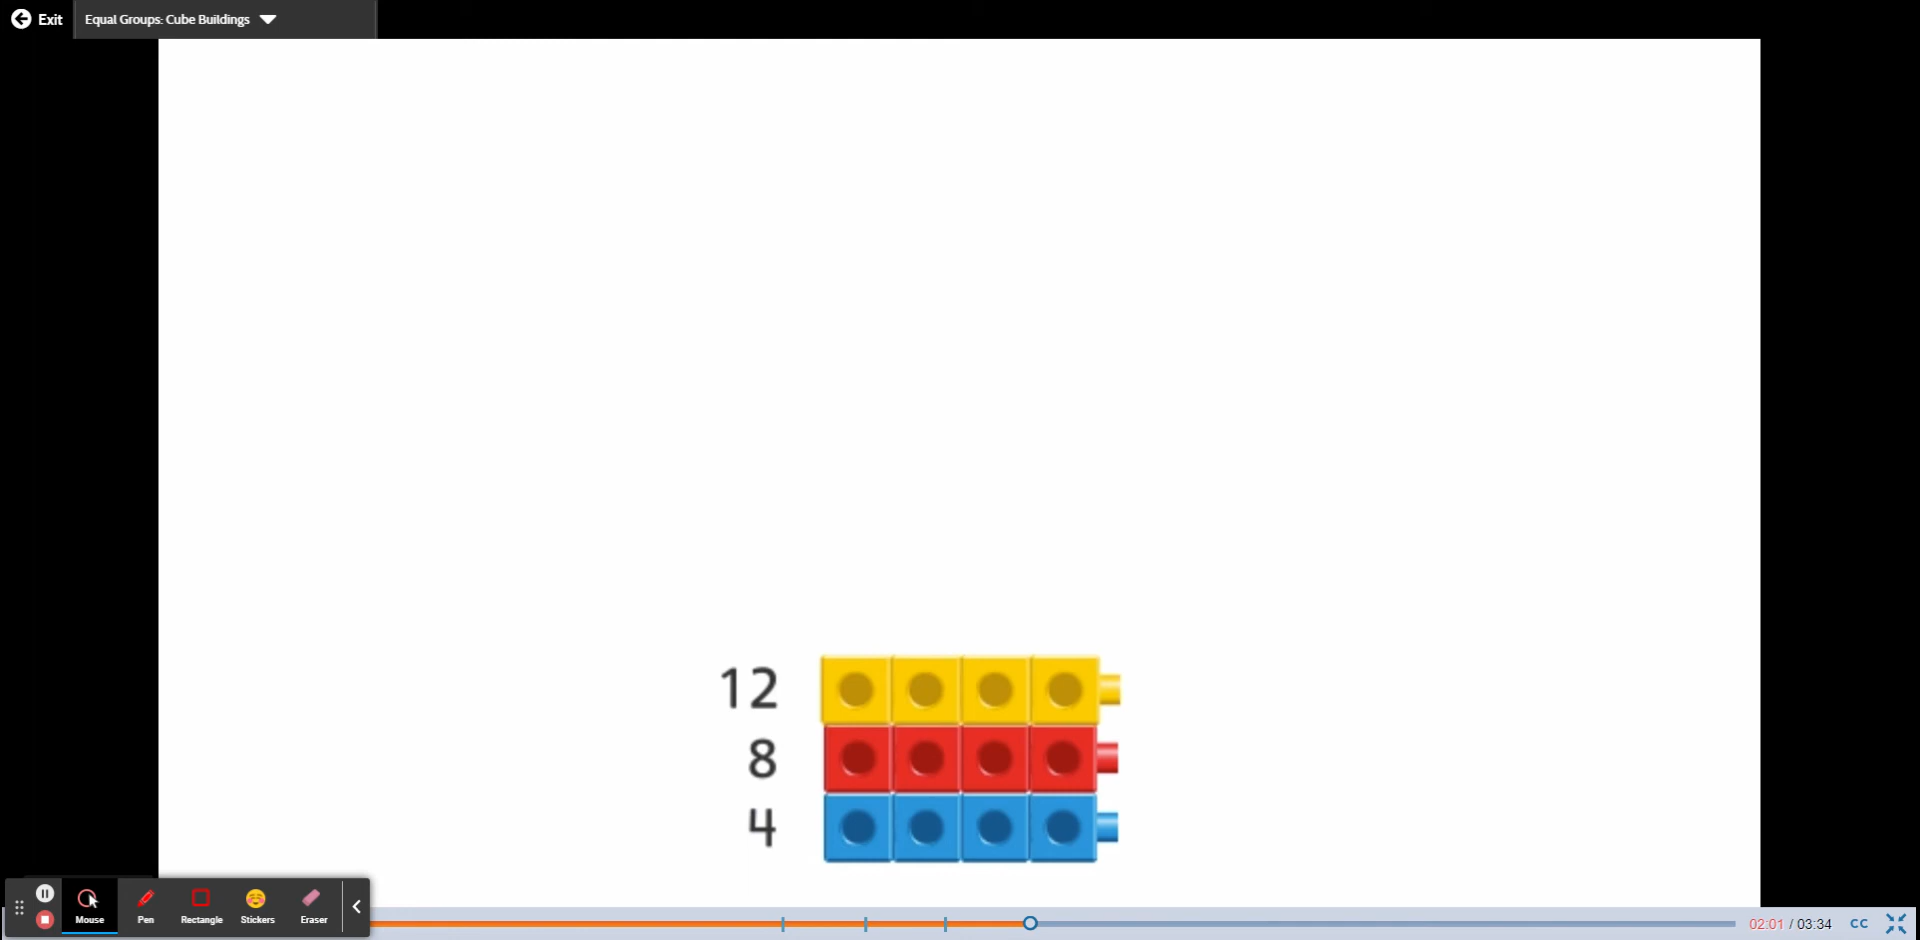 Exit
Equal Groups: Cube Buildings
12
8
4
Mouse
Pen
Rectangle
Stickers
Eraser
02:01 / 03:34
CC